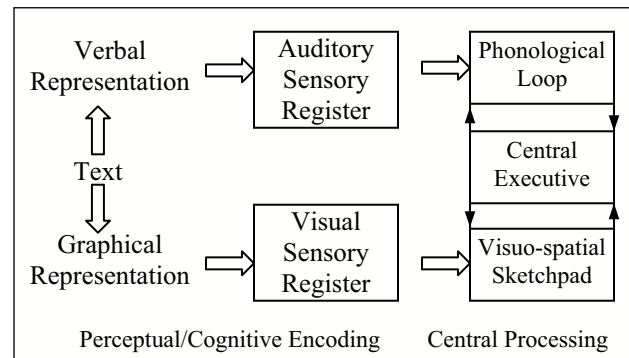 Verbal
Representation
Auditory
Sensory
Register
Phonological
Loop
Text
Central
Executive
Graphical
Representation
Visual
Sensory
Register
Visuo-spatial
Sketchpad
Perceptual/Cognitive Encoding
Central Processing